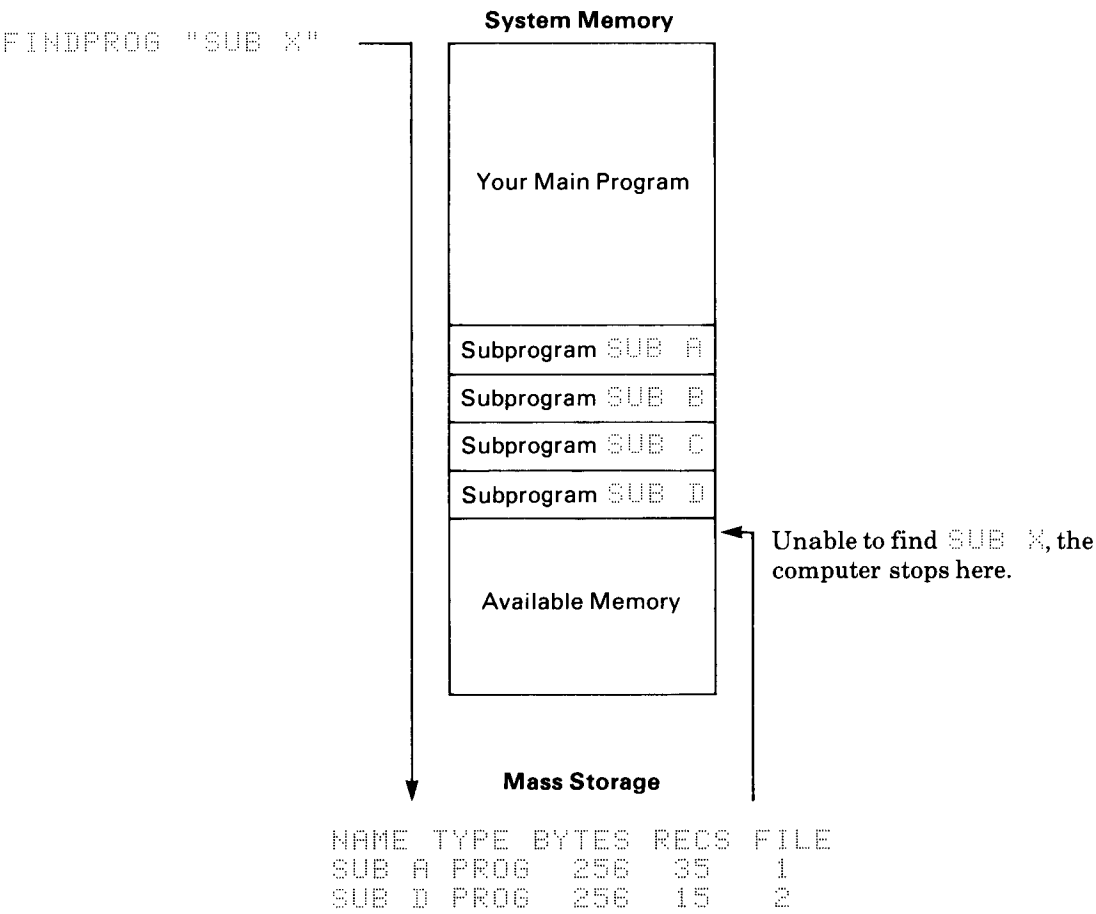 System Memory
FINDPROG "SUB X"
Your Main Program
Subprogram SUB A
Subprogram SUB B
Subprogram SUB C
Subprogram SUB D
Unable to find SUB X, the
computer stops here.
Available Memory
Mass Storage
NAME TYPE BYTES RECS FILE
SUB A PROG 256 35 1
SUB D PROG 256 15 2